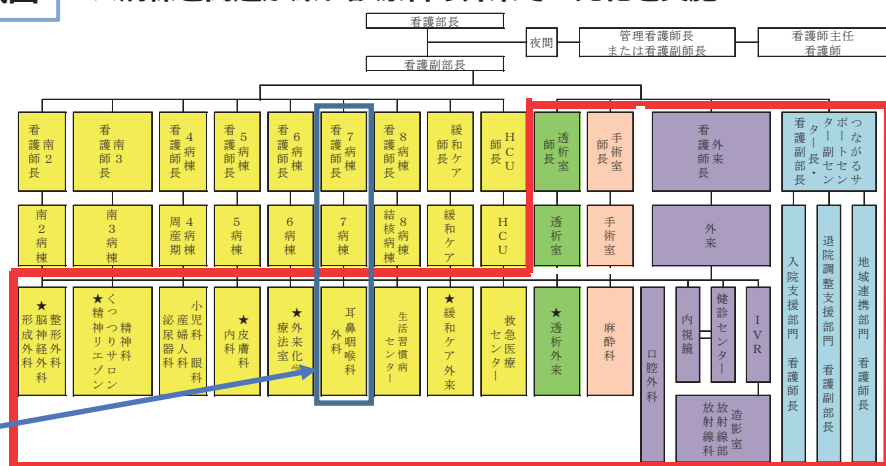 看護部長
夜間
管理看護師長
または看護副師長
看護師主任
看護師
看護副部長
南2
看護師長
南3
看護師長
4病棟
看護師長
5病棟
看護師長
6病棟
看護師長
7病棟
看護師長
8病棟
看護師長
緩和ケア
師長
HCU
師長
透析室
師長
手術室
師長
外来
看護師長
つながるサ
ポートセン
ター副セン
ター長・
看護副部長
南2病棟
南3病棟
4病棟
周産期
5病棟
6病棟
7病棟
8病棟
結核病棟
緩和ケア
HCU
透析室
手術室
外来
入院支援部門 看護師長
退院調整支援部門 看護副部長
地域連携部門 看護師長
整形外科
★脳神経外科
形成外科
精神科
くつつりサロン
★精神リエゾン
小児科 眼科
産婦人科
泌尿器科
★皮膚科
内科
★外来化学
療法室
耳鼻咽喉科
外科
生活習慣病
センター
★緩和ケア外来
救急医療
センター
★透析外来
麻酔科
口腔外科
内視鏡
健診センター
IVR
造影室
放射線部
放射線科